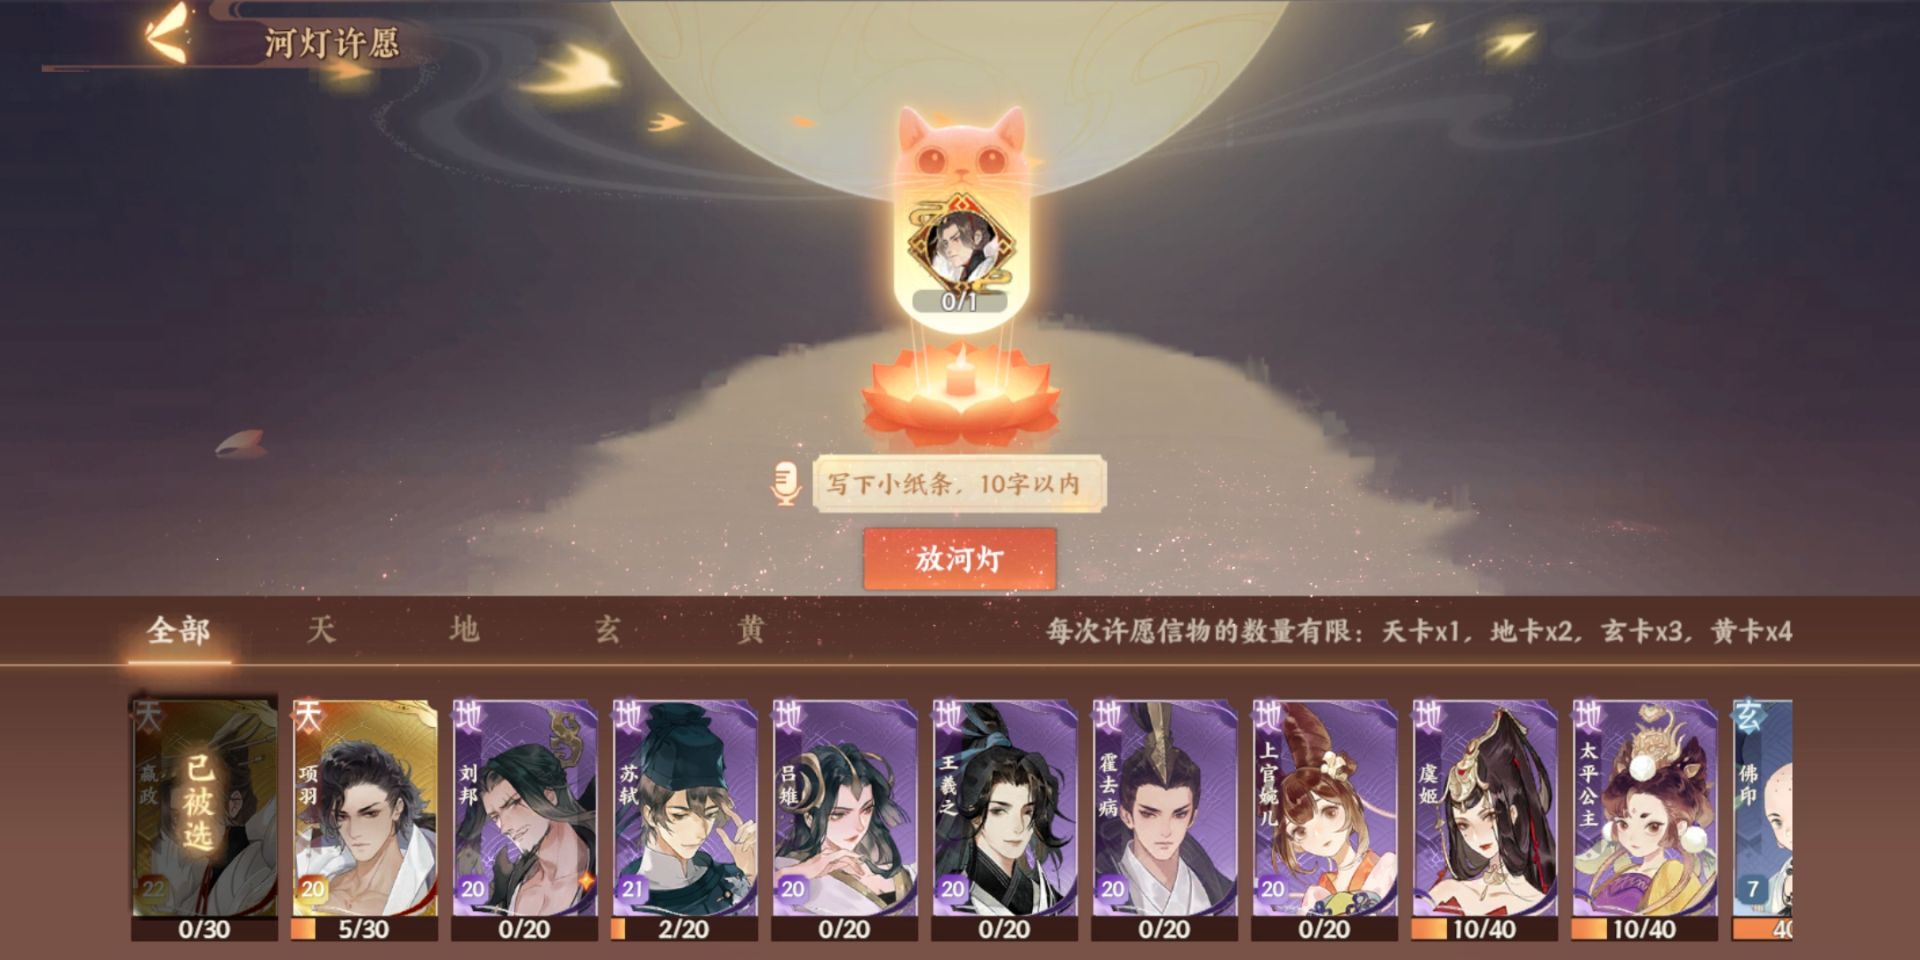 河灯许愿
0/1
写下小纸条，10字以内
放河灯
全部 天 地 玄 黄
每次许愿信物的数量有限：天卡x1，地卡x2，玄卡x3，黄卡x4
天 嬴政 已被选 22 0/30
天 项羽 20 5/30
地 刘邦 20 0/20
地 苏轼 21 2/20
地 吕雉 20 0/20
地 王羲之 20 0/20
地 霍去病 20 0/20
地 上官婉儿 20 0/20
地 虞姬 10/40
地 太平公主 10/40
玄 佛印 7